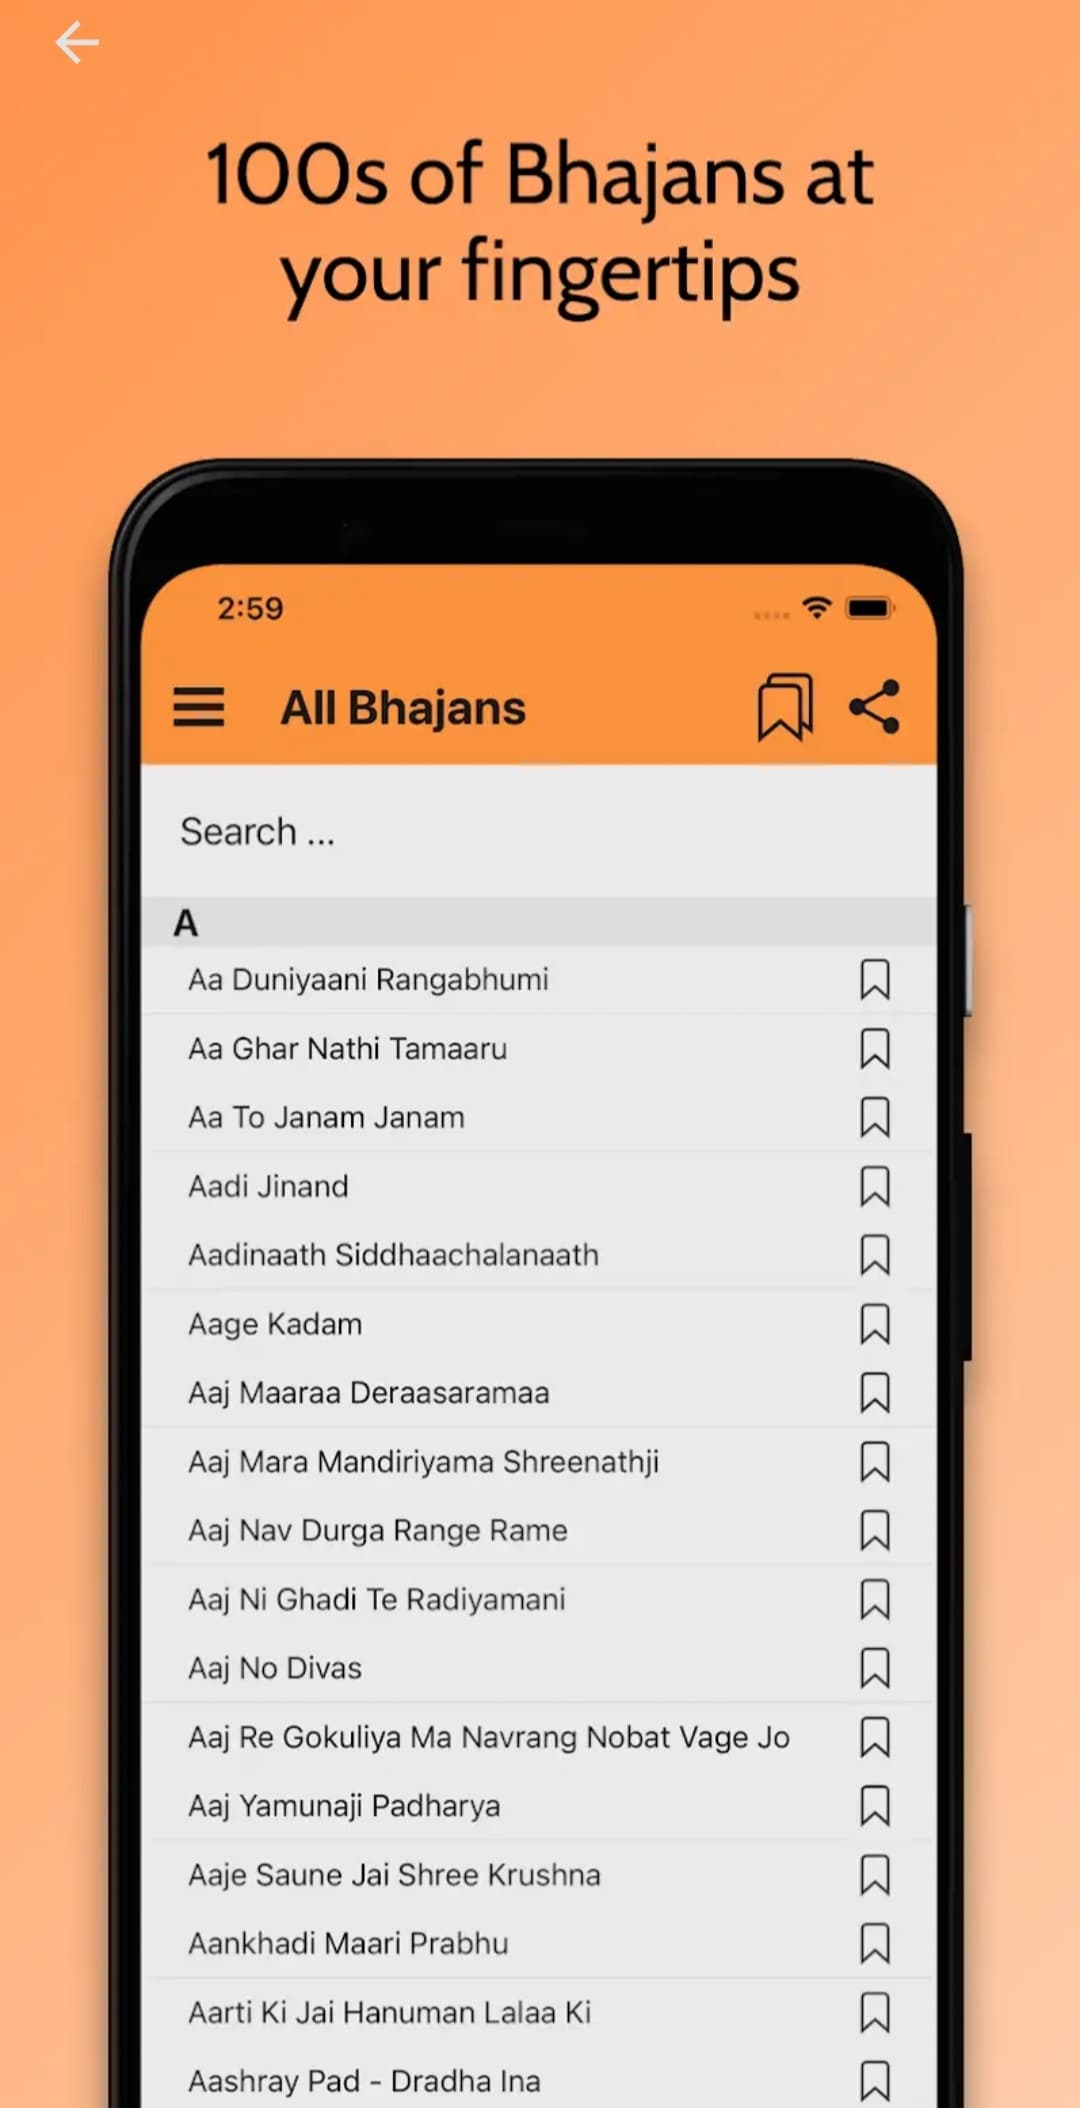 100s of Bhajans at
your fingertips
2:59
All Bhajans
Search ...
A
Aa Duniyaani Rangabhumi
Aa Ghar Nathi Tamaaru
Aa To Janam Janam
Aadi Jinand
Aadinaath Siddhaachalanaath
Aage Kadam
Aaj Maaraa Deraasaramaa
Aaj Mara Mandiriyama Shreenathji
Aaj Nav Durga Range Rame
Aaj Ni Ghadi Te Radiyamani
Aaj No Divas
Aaj Re Gokuliya Ma Navrang Nobat Vage Jo
Aaj Yamunaji Padharya
Aaje Saune Jai Shree Krushna
Aankhadi Maari Prabhu
Aarti Ki Jai Hanuman Lalaa Ki
Aashray Pad - Dradha Ina